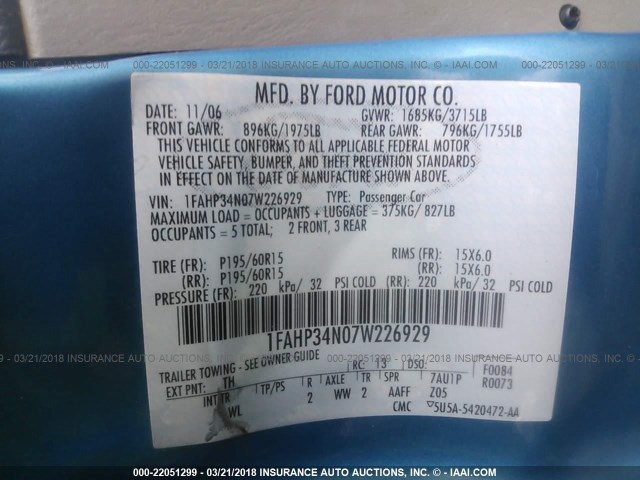 000-22051299 - 03/21/2018 INSURANCE AUTO AUCTIONS, INC. © - IAAI.COM
MFD. BY FORD MOTOR CO.
DATE: 11/06 GVWR: 1685KG/3715LB
FRONT GAWR: 896KG/1975LB REAR GAWR: 796KG/1755LB
THIS VEHICLE CONFORMS TO ALL APPLICABLE FEDERAL MOTOR
VEHICLE SAFETY, BUMPER, AND THEFT PREVENTION STANDARDS
IN EFFECT ON THE DATE OF MANUFACTURE SHOWN ABOVE.
VIN: 1FAHP34N07W226929 TYPE: Passenger Car
MAXIMUM LOAD = OCCUPANTS + LUGGAGE = 375KG/ 827LB
OCCUPANTS = 5 TOTAL; 2 FRONT, 3 REAR
TIRE (FR): P195/60R15 RIMS (FR): 15X6.0
(RR): P195/60R15 (RR): 15X6.0
PRESSURE (FR): 220 kPa/ 32 PSI COLD (RR): 220 kPa/ 32 PSI COLD
1FAHP34N07W226929
TRAILER TOWING - SEE OWNER GUIDE RC: 13 DSO: F0084
EXT PNT: TH TP/PS R AXLE TR SPR 7AU1P R0073
INT TR 2 WW 2 AAFF Z05
WL CMC 5U5A-5420472-AA
000-22051299 - 03/21/2018 INSURANCE AUTO AUCTIONS, INC. © - IAAI.COM